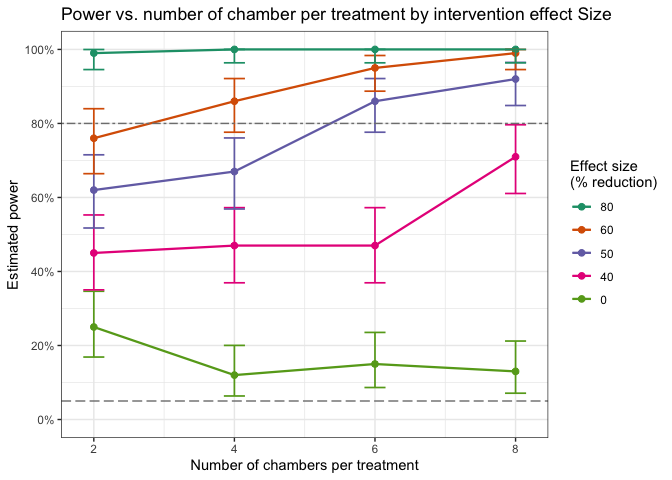 Power vs. number of chamber per treatment by intervention effect Size
100%
80%
60%
40%
20%
0%
Estimated power
2 4 6 8
Number of chambers per treatment
Effect size
(% reduction)
80
60
50
40
0